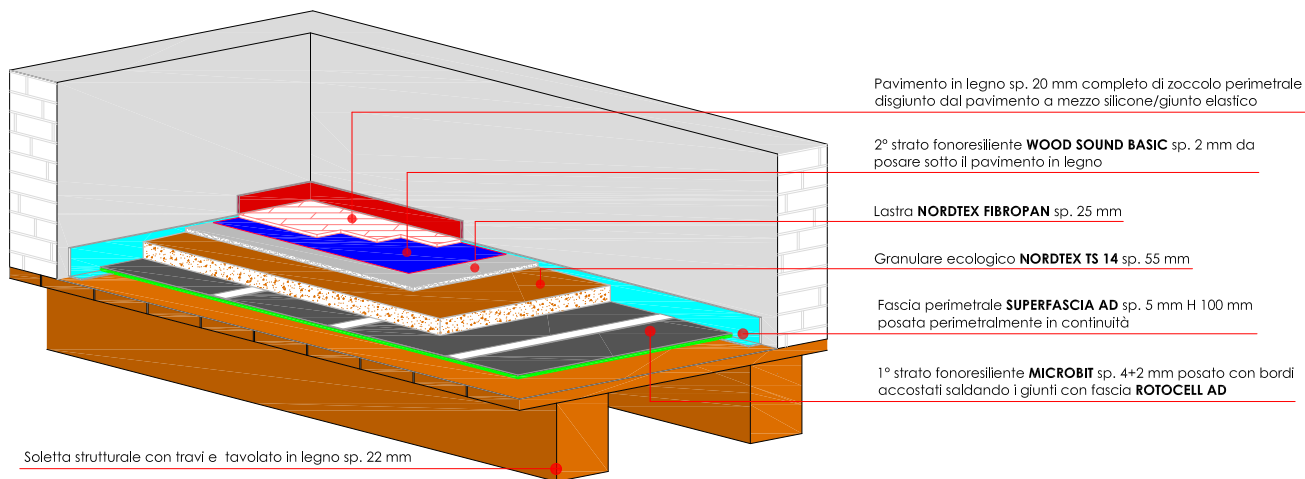 Pavimento in legno sp. 20 mm completo di zoccolo perimetrale
disgiunto dal pavimento a mezzo silicone/giunto elastico
2° strato fonoresiliente WOOD SOUND BASIC sp. 2 mm da
posare sotto il pavimento in legno
Lastra NORDTEX FIBROPAN sp. 25 mm
Granulare ecologico NORDTEX TS 14 sp. 55 mm
Fascia perimetrale SUPERFASCIA AD sp. 5 mm H 100 mm
posata perimetralmente in continuità
1° strato fonoresiliente MICROBIT sp. 4+2 mm posato con bordi
accostati saldando i giunti con fascia ROTOCELL AD
Soletta strutturale con travi e tavolato in legno sp. 22 mm